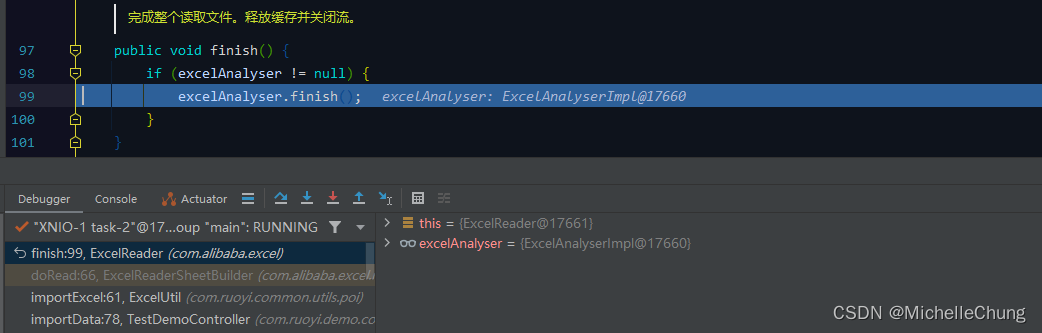 完成整个读取文件。释放缓存并关闭流。
97 public void finish() {
98 if (excelAnalyser != null) {
99 excelAnalyser.finish(); excelAnalyser: ExcelAnalyserImpl@17660
100 }
101 }
Debugger Console Actuator
"XNIO-1 task-2"@17...oup "main": RUNNING
this = {ExcelReader@17661}
excelAnalyser = {ExcelAnalyserImpl@17660}
finish:99, ExcelReader (com.alibaba.excel)
doRead:66, ExcelReaderSheetBuilder (com.alibaba.excel.r
importExcel:61, ExcelUtil (com.ruoyi.common.utils.poi)
importData:78, TestDemoController (com.ruoyi.demo.co
CSDN @MichelleChung